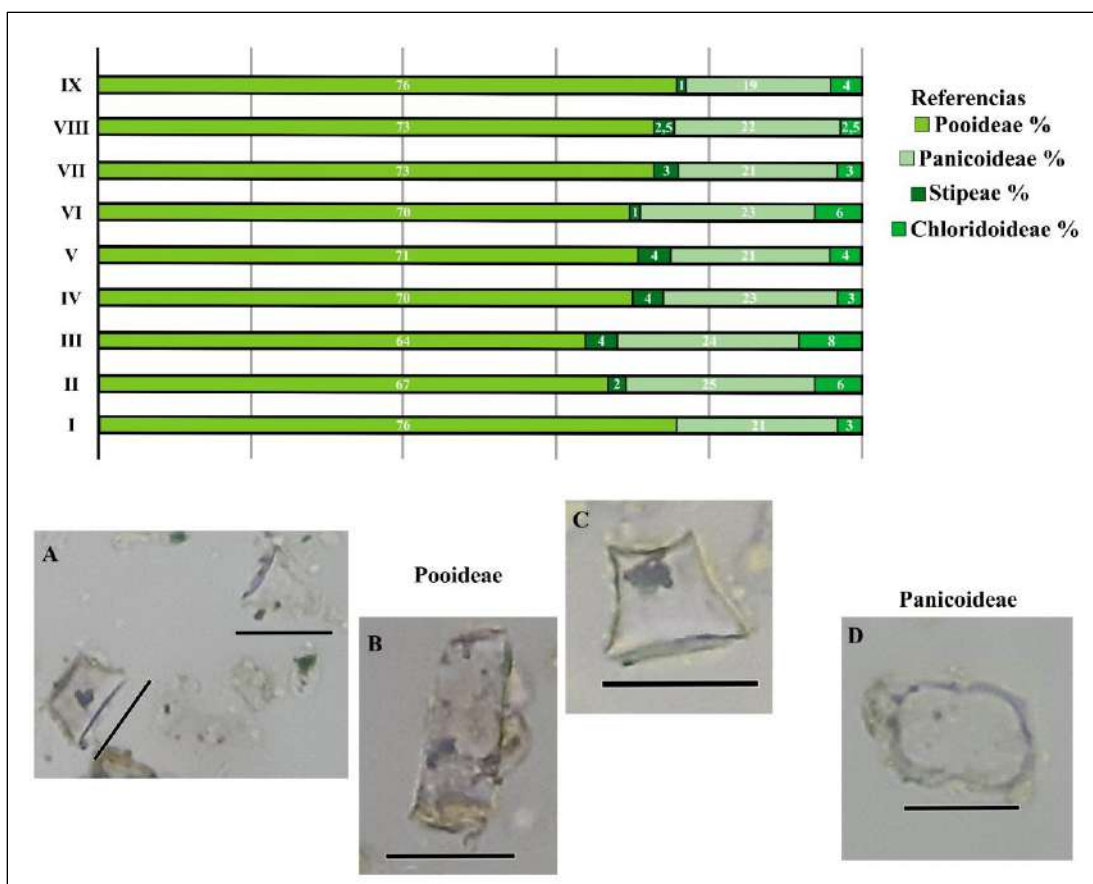 IX 76 1 19 4
VIII 73 2,5 22 2,5
VII 73 3 21 3
VI 70 1 23 6
V 71 4 21 4
IV 70 4 23 3
III 64 4 24 8
II 67 2 25 6
I 76 21 3
Referencias
Pooideae %
Panicoideae %
Stipeae %
Chloridoideae %
A
Pooideae
B
C
Panicoideae
D